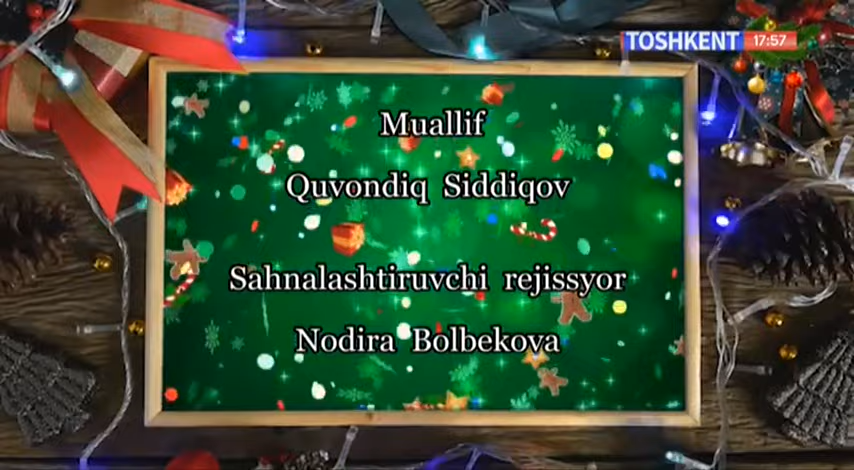 TOSHKENT 17:57
Muallif
Quvondiq Siddiqov
Sahnalashtiruvchi rejissyor
Nodira Bolbekova